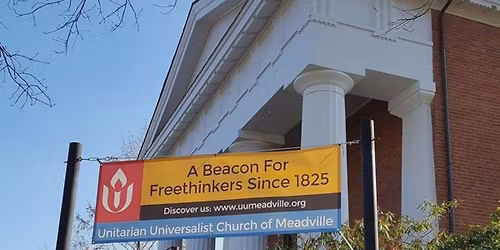 A Beacon For
Freethinkers Since 1825
Discover us: www.uumeadville.org
Unitarian Universalist Church of Meadville